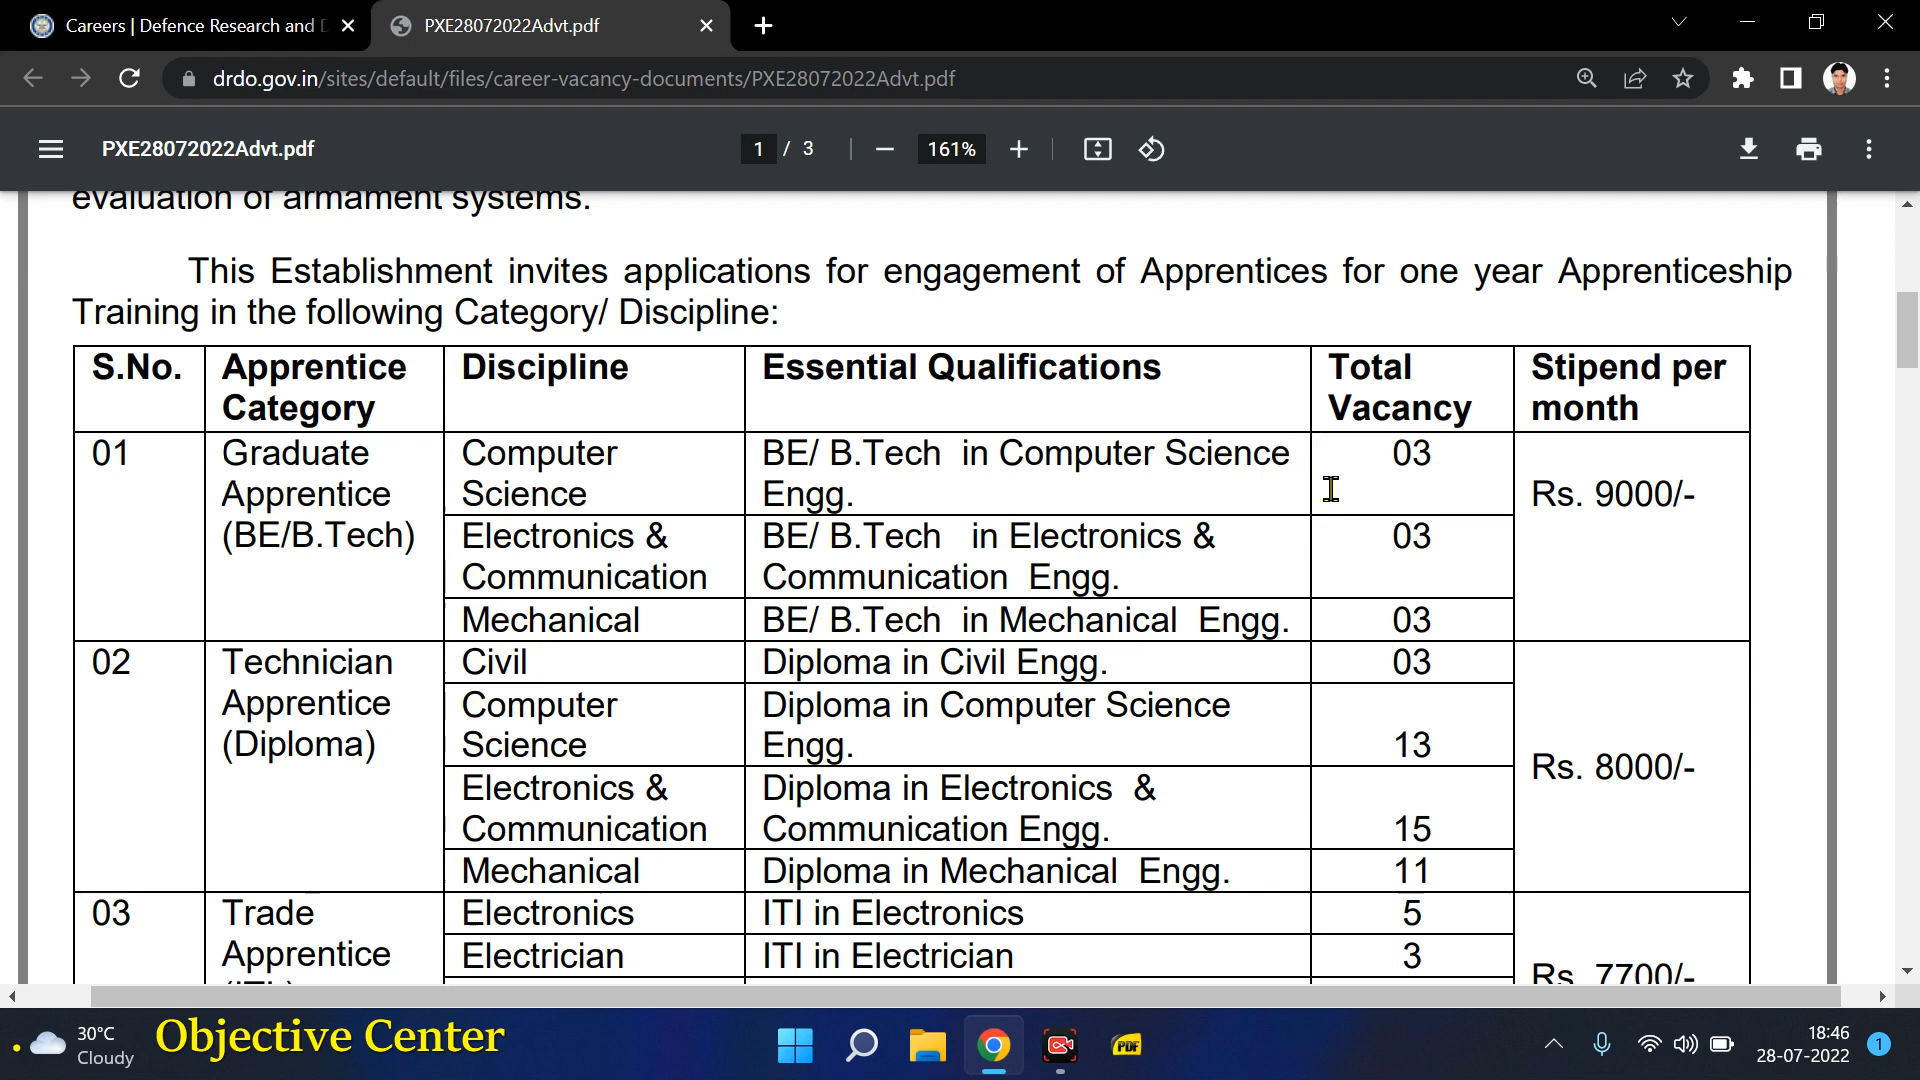 Careers | Defence Research and D
PXE28072022Advt.pdf
drdo.gov.in/sites/default/files/career-vacancy-documents/PXE28072022Advt.pdf
PXE28072022Advt.pdf
1 / 3
161%
evaluation of armament systems.
This Establishment invites applications for engagement of Apprentices for one year Apprenticeship
Training in the following Category/ Discipline:
S.No. Apprentice Category Discipline Essential Qualifications Total Vacancy Stipend per month
01 Graduate Apprentice (BE/B.Tech) Computer Science BE/ B.Tech in Computer Science Engg. 03 Rs. 9000/-
Electronics & Communication BE/ B.Tech in Electronics & Communication Engg. 03
Mechanical BE/ B.Tech in Mechanical Engg. 03
02 Technician Apprentice (Diploma) Civil Diploma in Civil Engg. 03 Rs. 8000/-
Computer Science Diploma in Computer Science Engg. 13
Electronics & Communication Diploma in Electronics & Communication Engg. 15
Mechanical Diploma in Mechanical Engg. 11
03 Trade Apprentice Electronics ITI in Electronics 5 Rs. 7700/-
Electrician ITI in Electrician 3
30°C
Cloudy
. Objective Center
PDF
18:46
28-07-2022
1